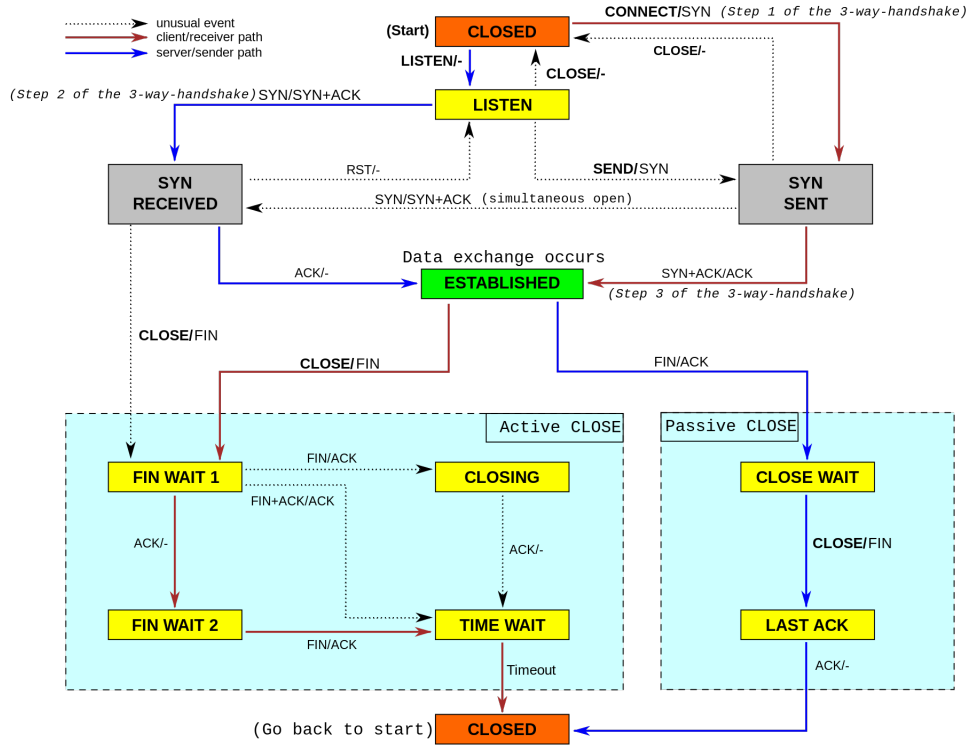 unusual event
client/receiver path
server/sender path
(Start)
CLOSED
CONNECT/SYN (Step 1 of the 3-way-handshake)
CLOSE/-
LISTEN/-
CLOSE/-
(Step 2 of the 3-way-handshake) SYN/SYN+ACK
LISTEN
RST/-
SEND/SYN
SYN
RECEIVED
SYN
SENT
SYN/SYN+ACK (simultaneous open)
Data exchange occurs
ACK/-
ESTABLISHED
SYN+ACK/ACK
(Step 3 of the 3-way-handshake)
CLOSE/FIN
CLOSE/FIN
FIN/ACK
Active CLOSE
Passive CLOSE
FIN WAIT 1
FIN/ACK
CLOSING
CLOSE WAIT
FIN+ACK/ACK
ACK/-
ACK/-
CLOSE/FIN
FIN WAIT 2
FIN/ACK
TIME WAIT
LAST ACK
Timeout
ACK/-
(Go back to start)
CLOSED